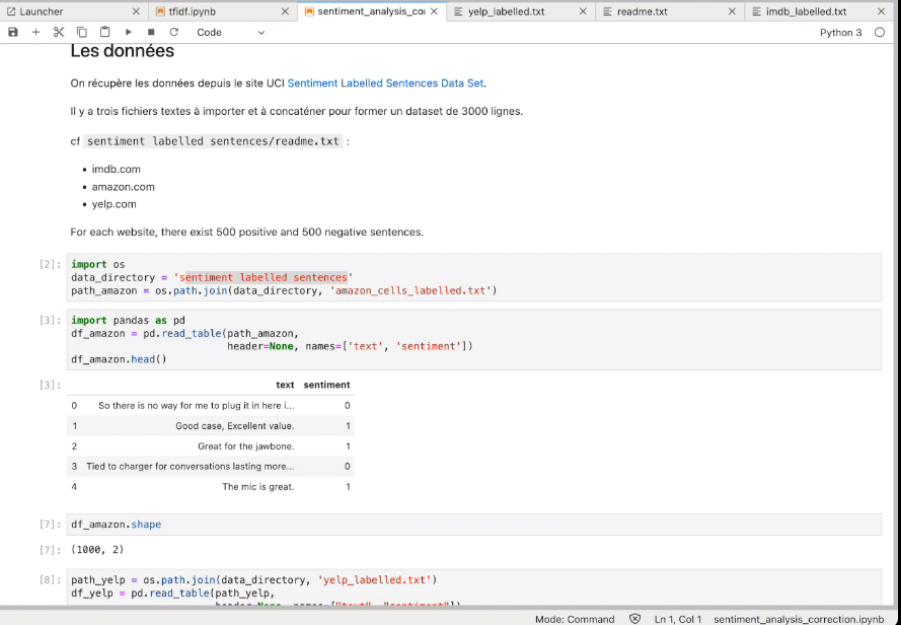 Launcher
tfidf.ipynb
sentiment_analysis_co
yelp_labelled.txt
readme.txt
imdb_labelled.txt
Code
Python 3
Les données
On récupère les données depuis le site UCI Sentiment Labelled Sentences Data Set.
Il y a trois fichiers textes à importer et à concaténer pour former un dataset de 3000 lignes.
cf sentiment labelled sentences/readme.txt :
• imdb.com
• amazon.com
• yelp.com
For each website, there exist 500 positive and 500 negative sentences.
[2]: import os
data_directory = 'sentiment labelled sentences'
path_amazon = os.path.join(data_directory, 'amazon_cells_labelled.txt')
[3]: import pandas as pd
df_amazon = pd.read_table(path_amazon,
header=None, names=['text', 'sentiment'])
df_amazon.head()
[3]: text sentiment
0 So there is no way for me to plug it in here i... 0
1 Good case, Excellent value. 1
2 Great for the jawbone. 1
3 Tied to charger for conversations lasting more... 0
4 The mic is great. 1
[7]: df_amazon.shape
[7]: (1000, 2)
[8]: path_yelp = os.path.join(data_directory, 'yelp_labelled.txt')
df_yelp = pd.read_table(path_yelp,
header=None, names=["text", "sentiment"])
Mode: Command
Ln 1, Col 1
sentiment_analysis_correction.ipynb